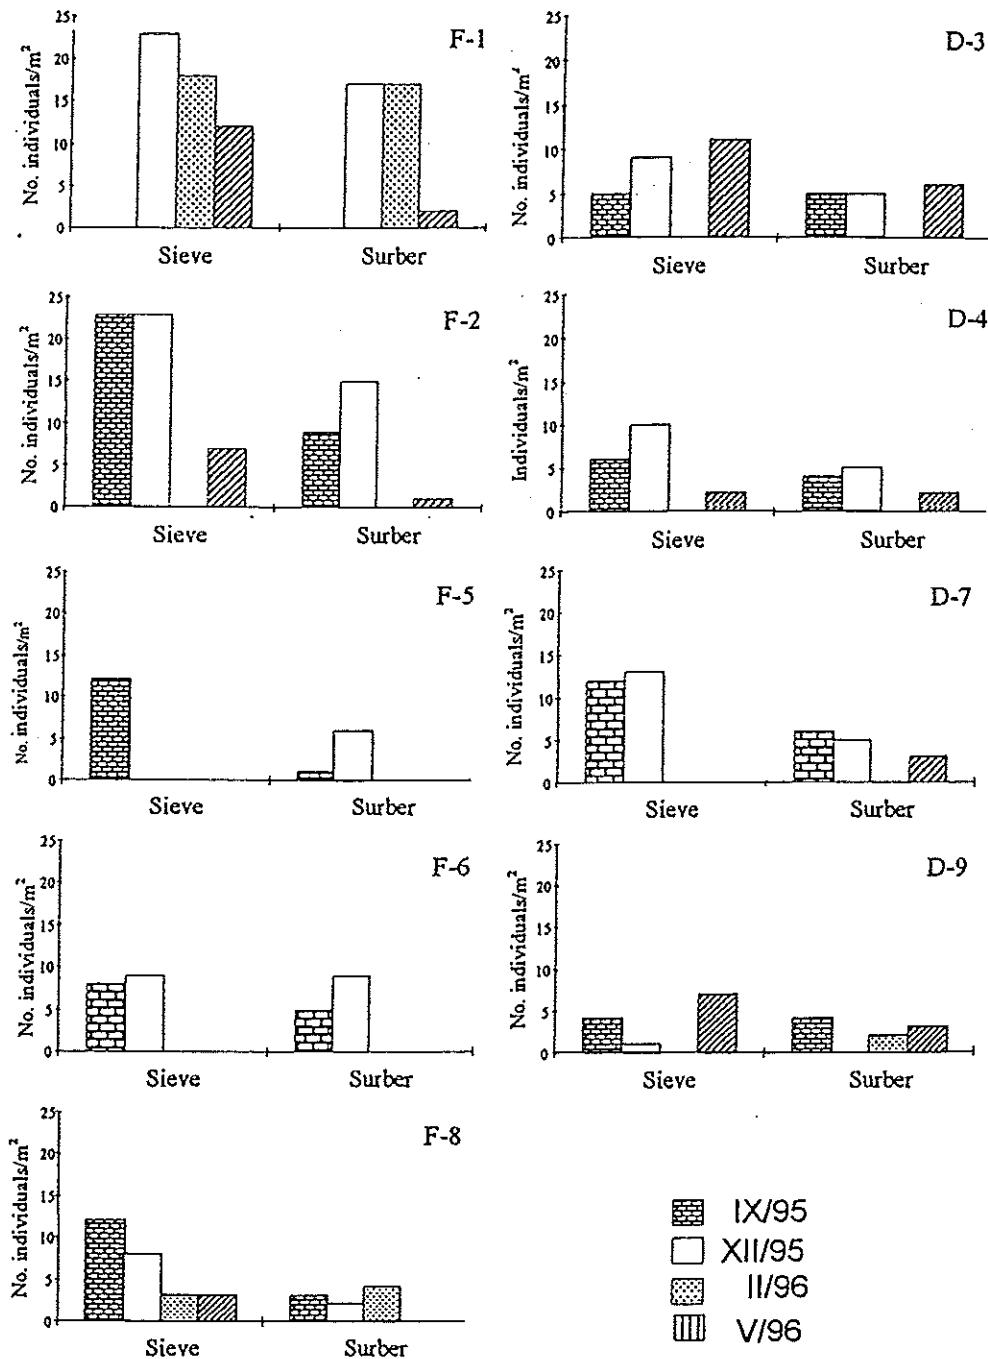 F-1
No. individuals/m²
25
20
15
10
5
0
Sieve Surber
D-3
No. individuals/m²
25
20
15
10
5
0
Sieve Surber
F-2
No. individuals/m²
25
20
15
10
5
0
Sieve Surber
D-4
Individuals/m²
25
20
15
10
5
0
Sieve Surber
F-5
No. individuals/m²
25
20
15
10
5
0
Sieve Surber
D-7
No. individuals/m²
25
20
15
10
5
0
Sieve Surber
F-6
No. individuals/m²
25
20
15
10
5
0
Sieve Surber
D-9
No. individuals/m²
25
20
15
10
5
0
Sieve Surber
F-8
No. individuals/m²
25
20
15
10
5
0
Sieve Surber
IX/95
XII/95
II/96
V/96